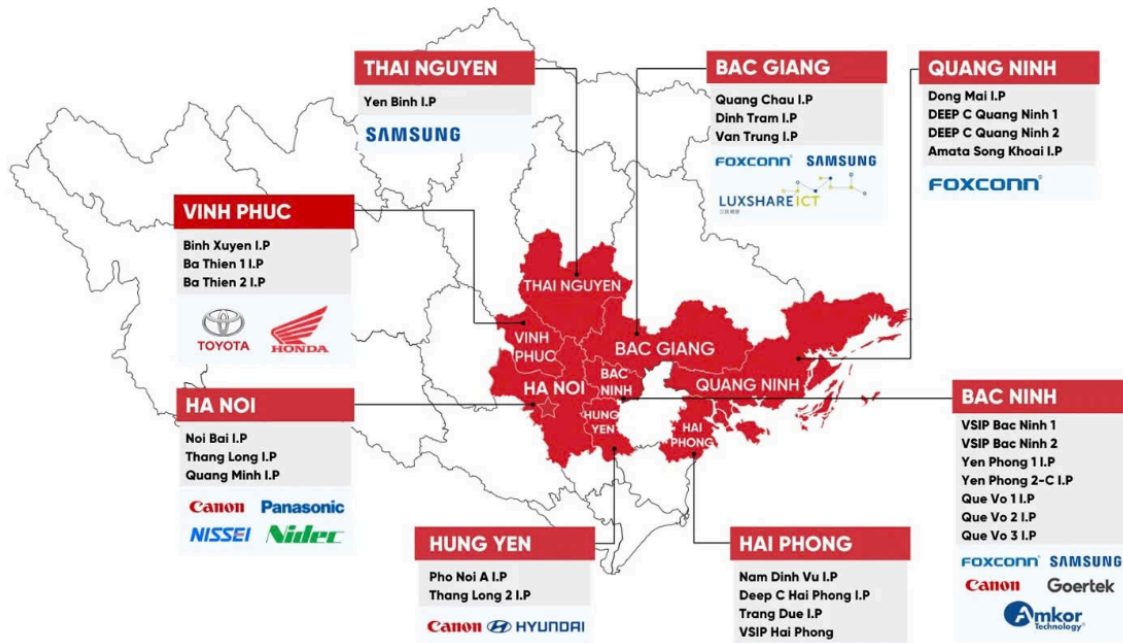 THAI NGUYEN
Yen Binh I.P
SAMSUNG
BAC GIANG
Quang Chau I.P
Dinh Tram I.P
Van Trung I.P
FOXCONN SAMSUNG
LUXSHARE ICT
QUANG NINH
Dong Mai I.P
DEEP C Quang Ninh 1
DEEP C Quang Ninh 2
Amata Song Khoai I.P
FOXCONN
VINH PHUC
Binh Xuyen I.P
Ba Thien 1 I.P
Ba Thien 2 I.P
TOYOTA HONDA
THAI NGUYEN
VINH
PHUC
BAC GIANG
HA NOI
BAC
NINH
QUANG NINH
HUNG
YEN
HAI
PHONG
HA NOI
Noi Bai I.P
Thang Long I.P
Quang Minh I.P
Canon Panasonic
NISSEI Nidec
BAC NINH
VSIP Bac Ninh 1
VSIP Bac Ninh 2
Yen Phong 1 I.P
Yen Phong 2-C I.P
Que Vo 1 I.P
Que Vo 2 I.P
Que Vo 3 I.P
FOXCONN SAMSUNG
Canon Goertek
Amkor
Technology®
HUNG YEN
Pho Noi A I.P
Thang Long 2 I.P
Canon HYUNDAI
HAI PHONG
Nam Dinh Vu I.P
Deep C Hai Phong I.P
Trang Due I.P
VSIP Hai Phong